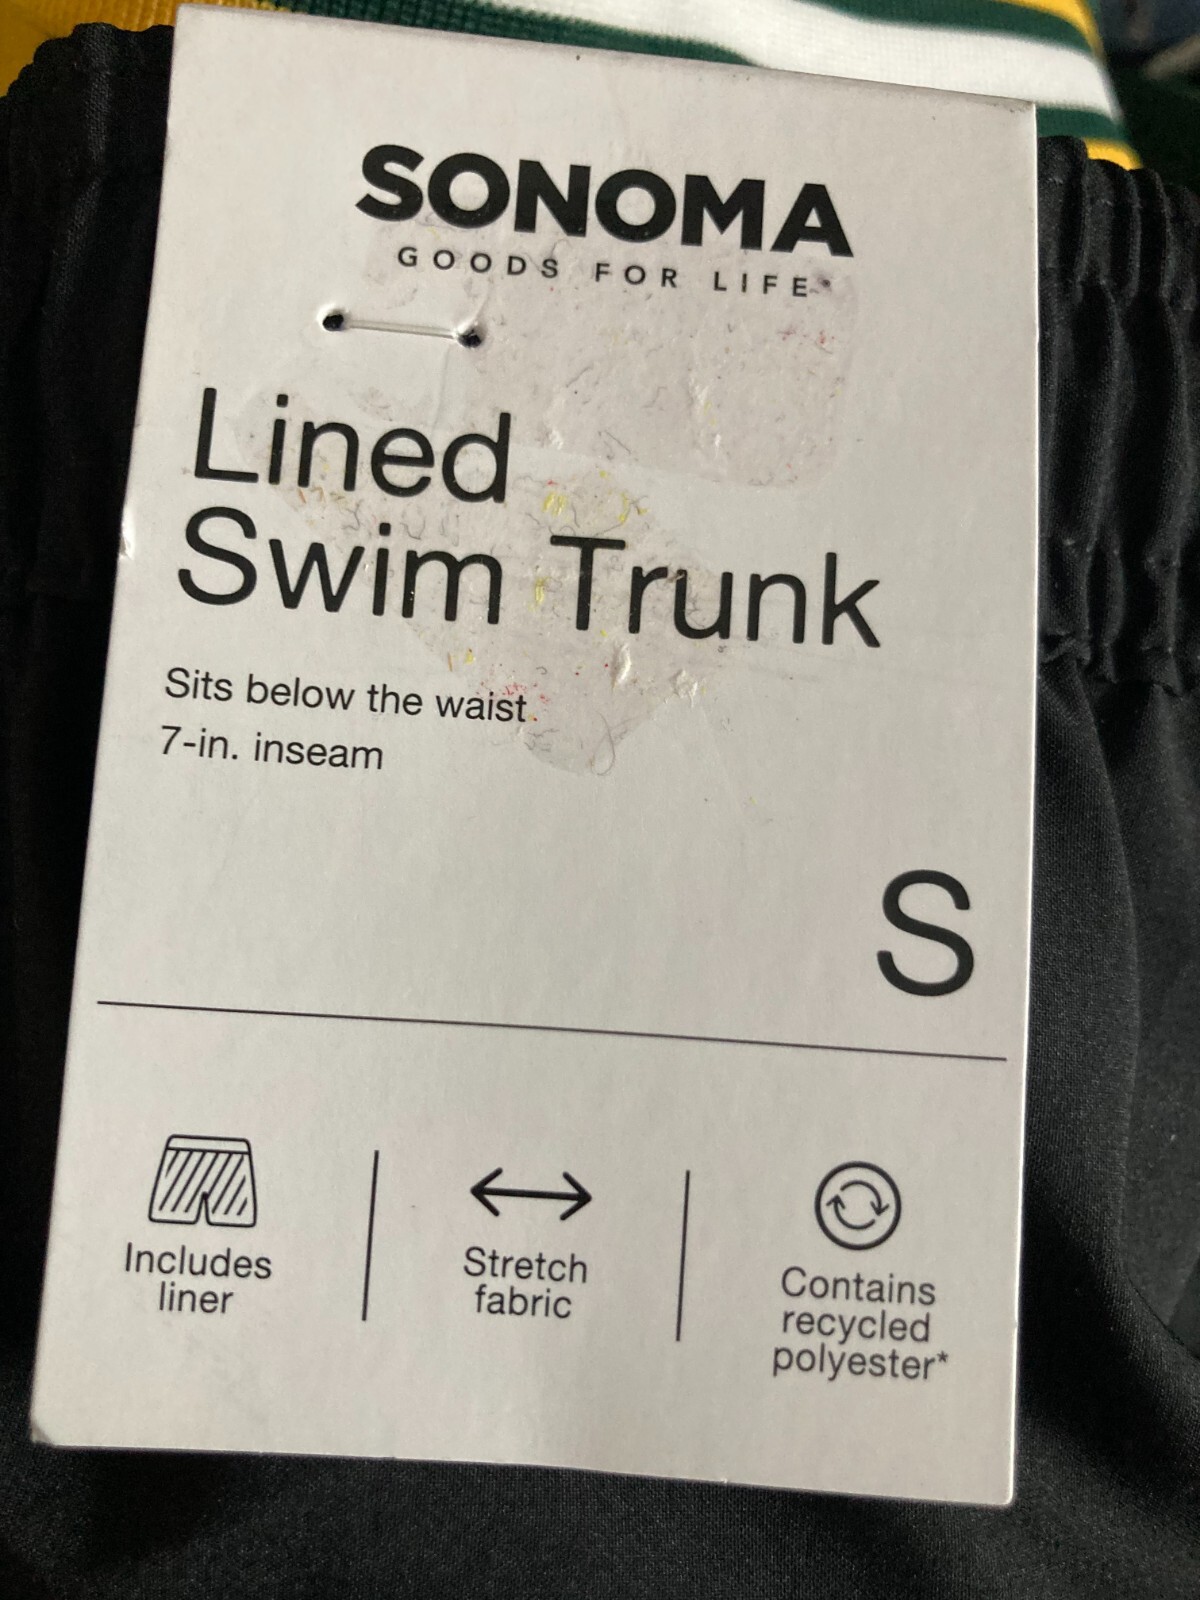 SONOMA
GOODS FOR LIFE
Lined
Swim Trunk
Sits below the waist
7-in. inseam
S
Includes
liner
Stretch
fabric
Contains
recycled
polyester*